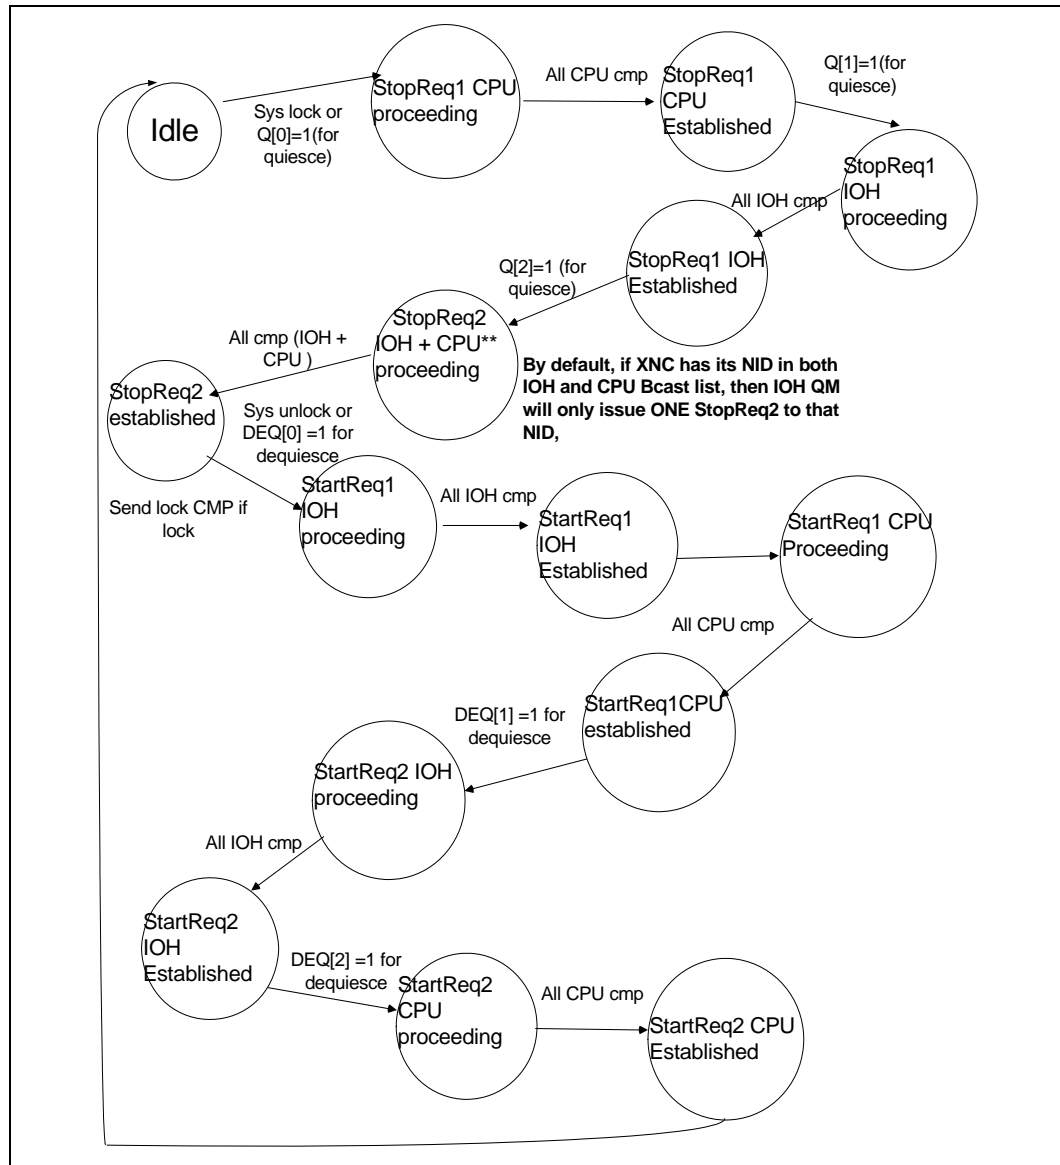 Idle
Sys lock or
Q[0]=1(for
quiesce)
StopReq1 CPU
proceeding
All CPU cmp
StopReq1
CPU
Established
Q[1]=1(for
quiesce)
StopReq1
IOH
proceeding
All IOH cmp
StopReq1 IOH
Established
Q[2]=1 (for
quiesce)
StopReq2
IOH + CPU**
proceeding
By default, if XNC has its NID in both
IOH and CPU Bcast list, then IOH QM
will only issue ONE StopReq2 to that
NID,
All cmp (IOH +
CPU )
StopReq2
established
Sys unlock or
DEQ[0] =1 for
dequiesce
Send lock CMP if
lock
StartReq1
IOH
proceeding
All IOH cmp
StartReq1
IOH
Established
StartReq1 CPU
Proceeding
All CPU cmp
StartReq1CPU
established
DEQ[1] =1 for
dequiesce
StartReq2 IOH
proceeding
All IOH cmp
StartReq2
IOH
Established
DEQ[2] =1 for
dequiesce
StartReq2
CPU
proceeding
All CPU cmp
StartReq2 CPU
Established